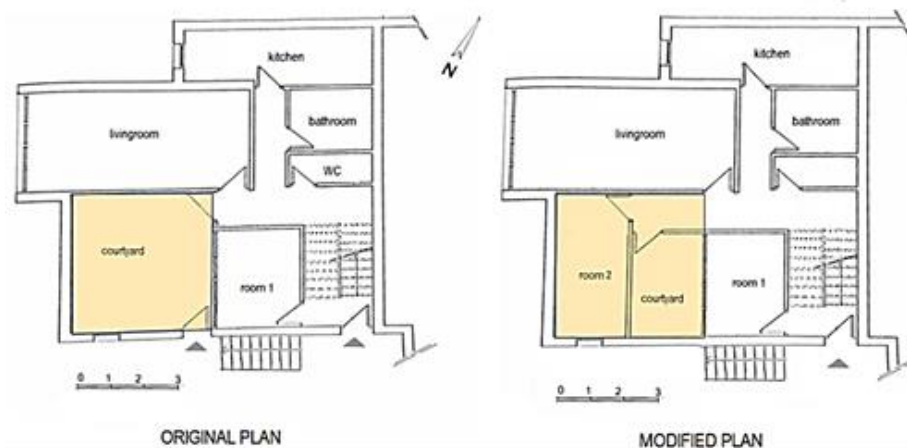 kitchen
livingroom
bathroom
WC
courtyard
room 1
N
0 1 2 3
ORIGINAL PLAN
kitchen
livingroom
bathroom
room 2
courtyard
room 1
0 1 2 3
MODIFIED PLAN